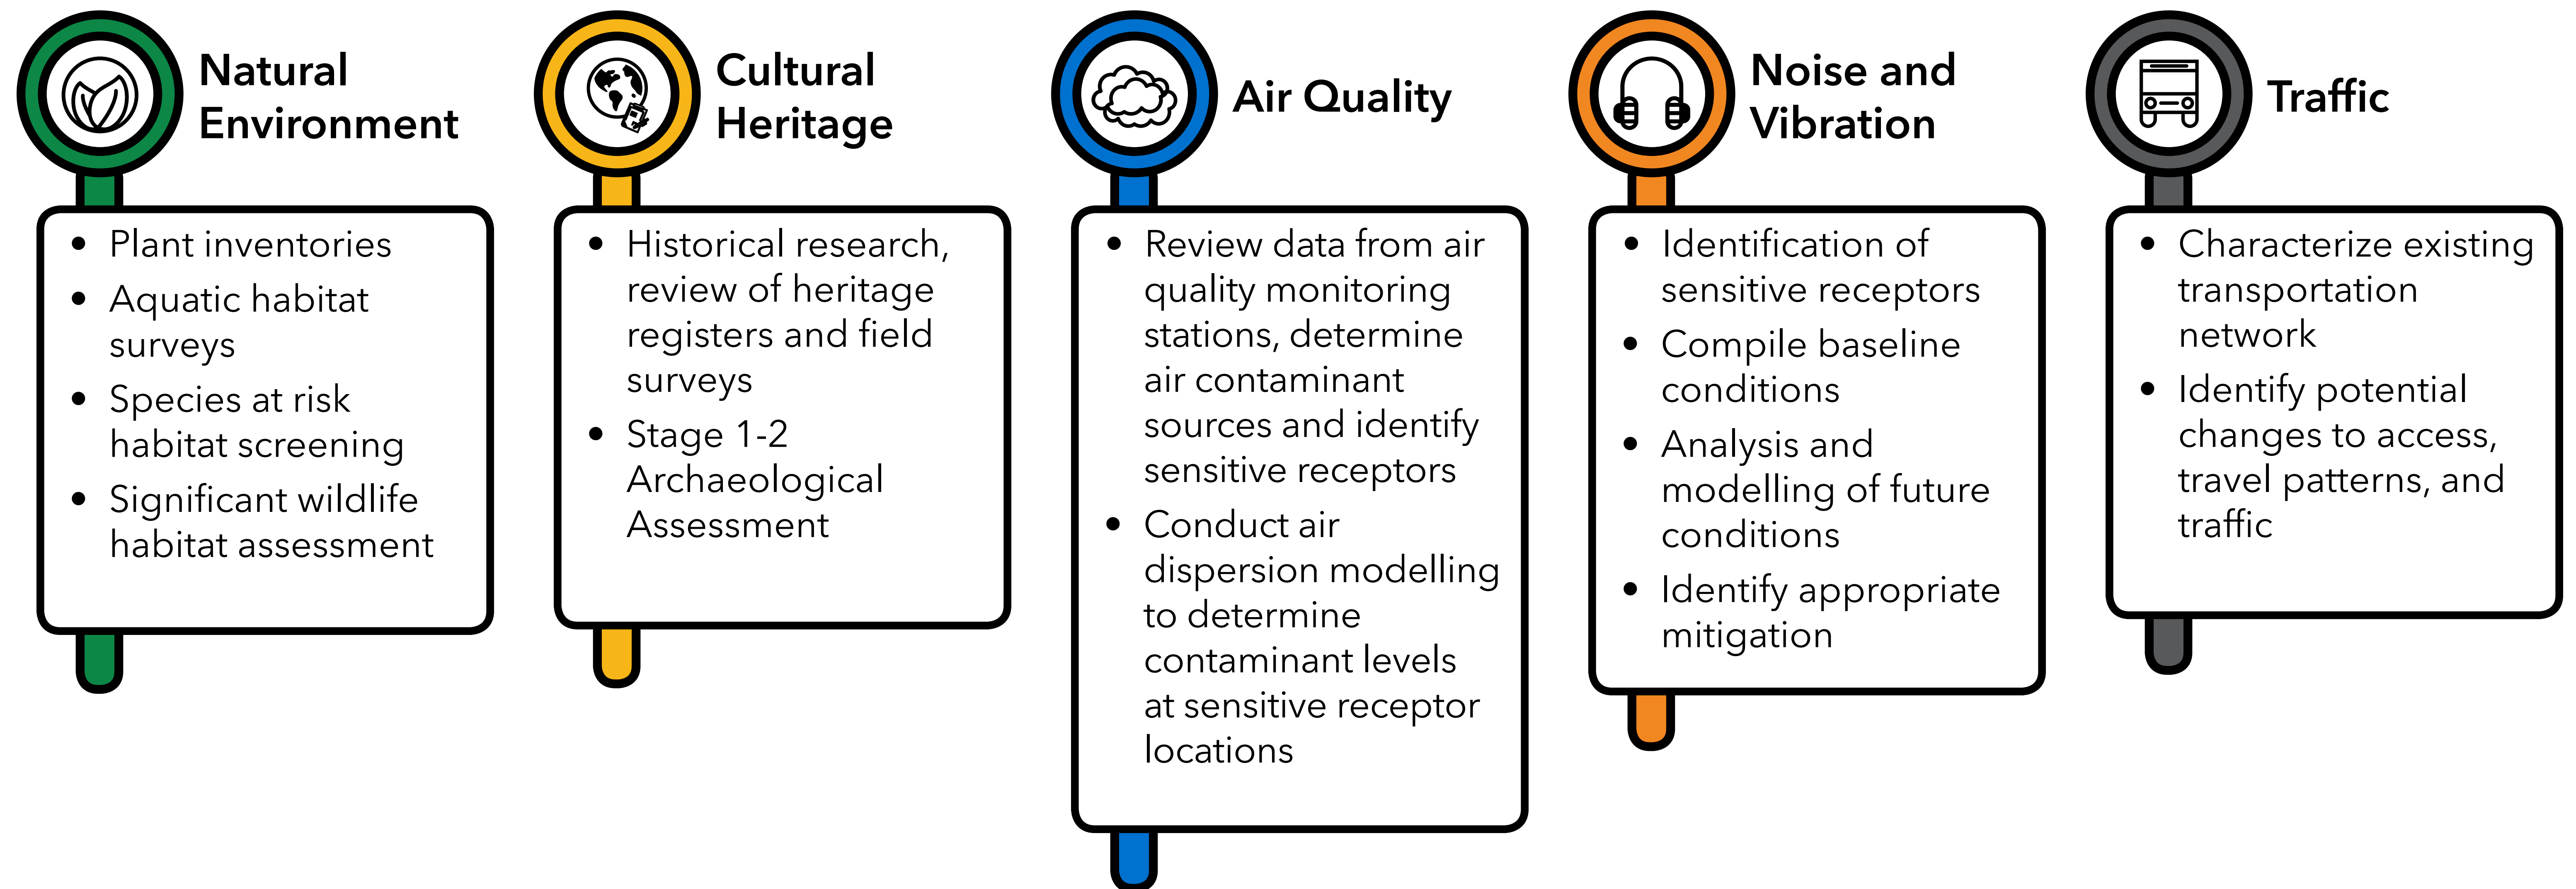 Natural
Environment
• Plant inventories
• Aquatic habitat
surveys
• Species at risk
habitat screening
• Significant wildlife
habitat assessment
Cultural
Heritage
• Historical research,
review of heritage
registers and field
surveys
• Stage 1-2
Archaeological
Assessment
Air Quality
• Review data from air
quality monitoring
stations, determine
air contaminant
sources and identify
sensitive receptors
• Conduct air
dispersion modelling
to determine
contaminant levels
at sensitive receptor
locations
Noise and
Vibration
• Identification of
sensitive receptors
• Compile baseline
conditions
• Analysis and
modelling of future
conditions
• Identify appropriate
mitigation
Traffic
• Characterize existing
transportation
network
• Identify potential
changes to access,
travel patterns, and
traffic